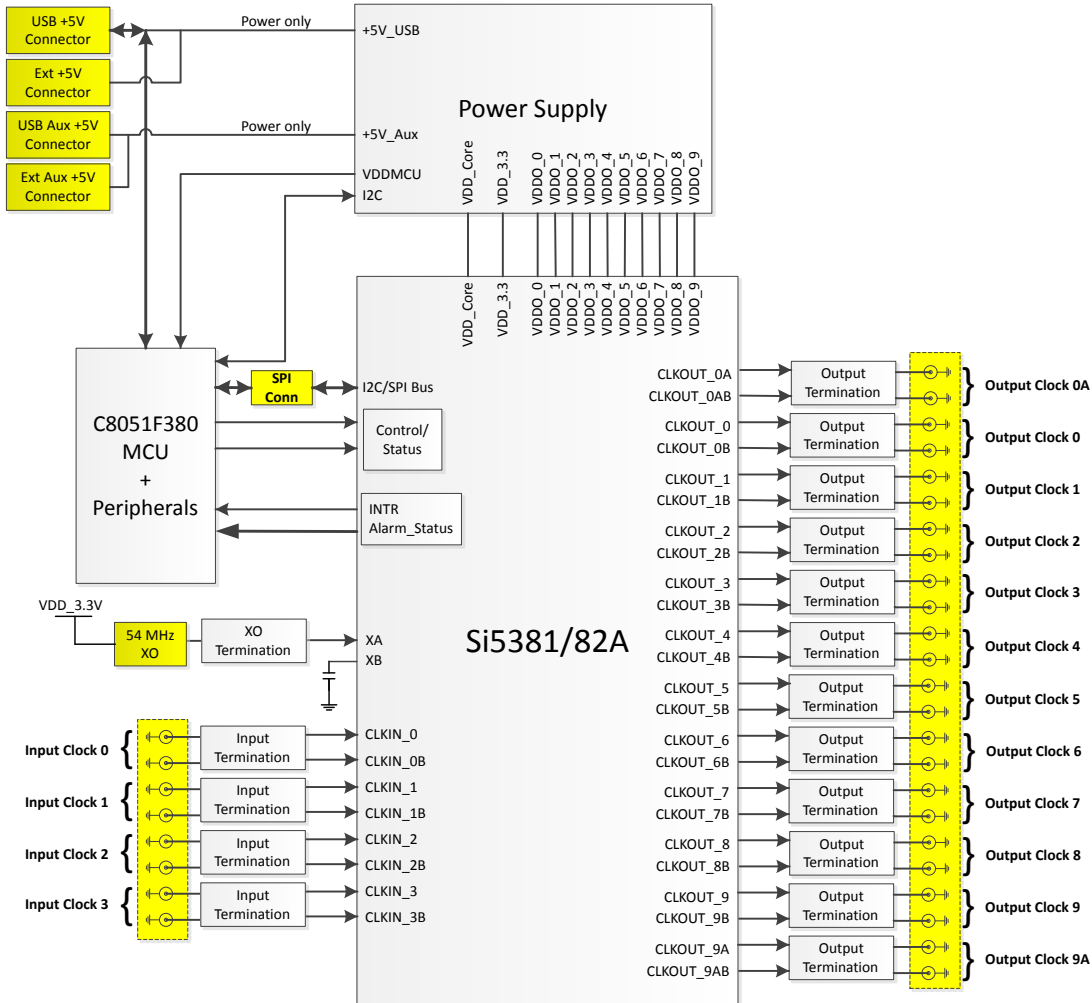 USB +5V
Connector
Ext +5V
Connector
USB Aux +5V
Connector
Ext Aux +5V
Connector
Power only
Power only
+5V_USB
+5V_Aux
VDDMCU
I2C
Power Supply
VDD_Core
VDD_3.3
VDDO_0
VDDO_1
VDDO_2
VDDO_3
VDDO_4
VDDO_5
VDDO_6
VDDO_7
VDDO_8
VDDO_9
VDD_Core
VDD_3.3
VDDO_0
VDDO_1
VDDO_2
VDDO_3
VDDO_4
VDDO_5
VDDO_6
VDDO_7
VDDO_8
VDDO_9
C8051F380
MCU
+
Peripherals
SPI
Conn
I2C/SPI Bus
Control/
Status
INTR
Alarm_Status
VDD_3.3V
54 MHz
XO
XO
Termination
XA
XB
Si5381/82A
Input Clock 0
Input
Termination
CLKIN_0
CLKIN_0B
Input Clock 1
Input
Termination
CLKIN_1
CLKIN_1B
Input Clock 2
Input
Termination
CLKIN_2
CLKIN_2B
Input Clock 3
Input
Termination
CLKIN_3
CLKIN_3B
CLKOUT_0A
CLKOUT_0AB
Output
Termination
Output Clock 0A
CLKOUT_0
CLKOUT_0B
Output
Termination
Output Clock 0
CLKOUT_1
CLKOUT_1B
Output
Termination
Output Clock 1
CLKOUT_2
CLKOUT_2B
Output
Termination
Output Clock 2
CLKOUT_3
CLKOUT_3B
Output
Termination
Output Clock 3
CLKOUT_4
CLKOUT_4B
Output
Termination
Output Clock 4
CLKOUT_5
CLKOUT_5B
Output
Termination
Output Clock 5
CLKOUT_6
CLKOUT_6B
Output
Termination
Output Clock 6
CLKOUT_7
CLKOUT_7B
Output
Termination
Output Clock 7
CLKOUT_8
CLKOUT_8B
Output
Termination
Output Clock 8
CLKOUT_9
CLKOUT_9B
Output
Termination
Output Clock 9
CLKOUT_9A
CLKOUT_9AB
Output
Termination
Output Clock 9A